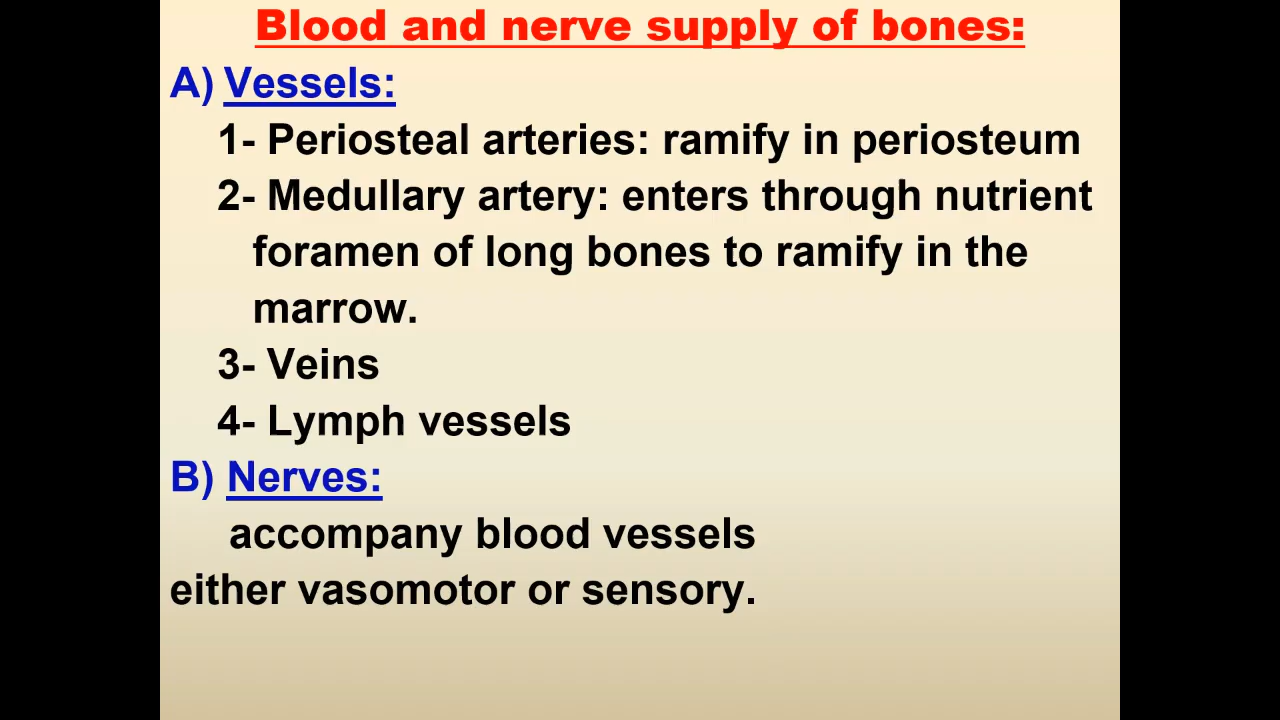 Blood and nerve supply of bones:
A) Vessels:
1- Periosteal arteries: ramify in periosteum
2- Medullary artery: enters through nutrient
foramen of long bones to ramify in the
marrow.
3- Veins
4- Lymph vessels
B) Nerves:
accompany blood vessels
either vasomotor or sensory.